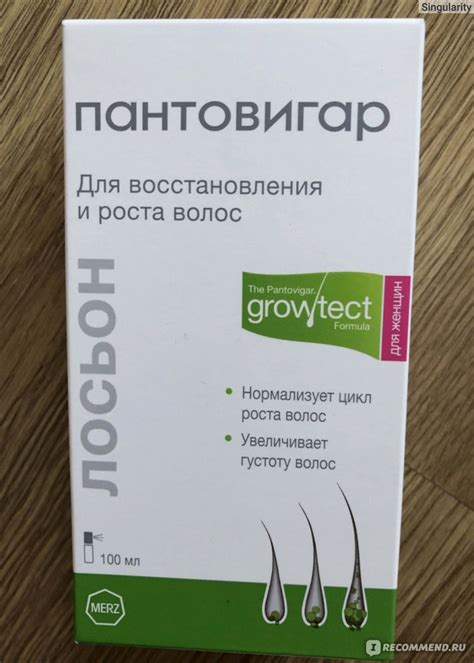 Singularity
пантовигар
Для восстановления
и роста волос
лосьон
The Pantovigar®
growtect
Formula
для женщин
• Нормализует цикл
роста волос
• Увеличивает
густоту волос
100 мл
MERZ
IRECOMMEND.RU